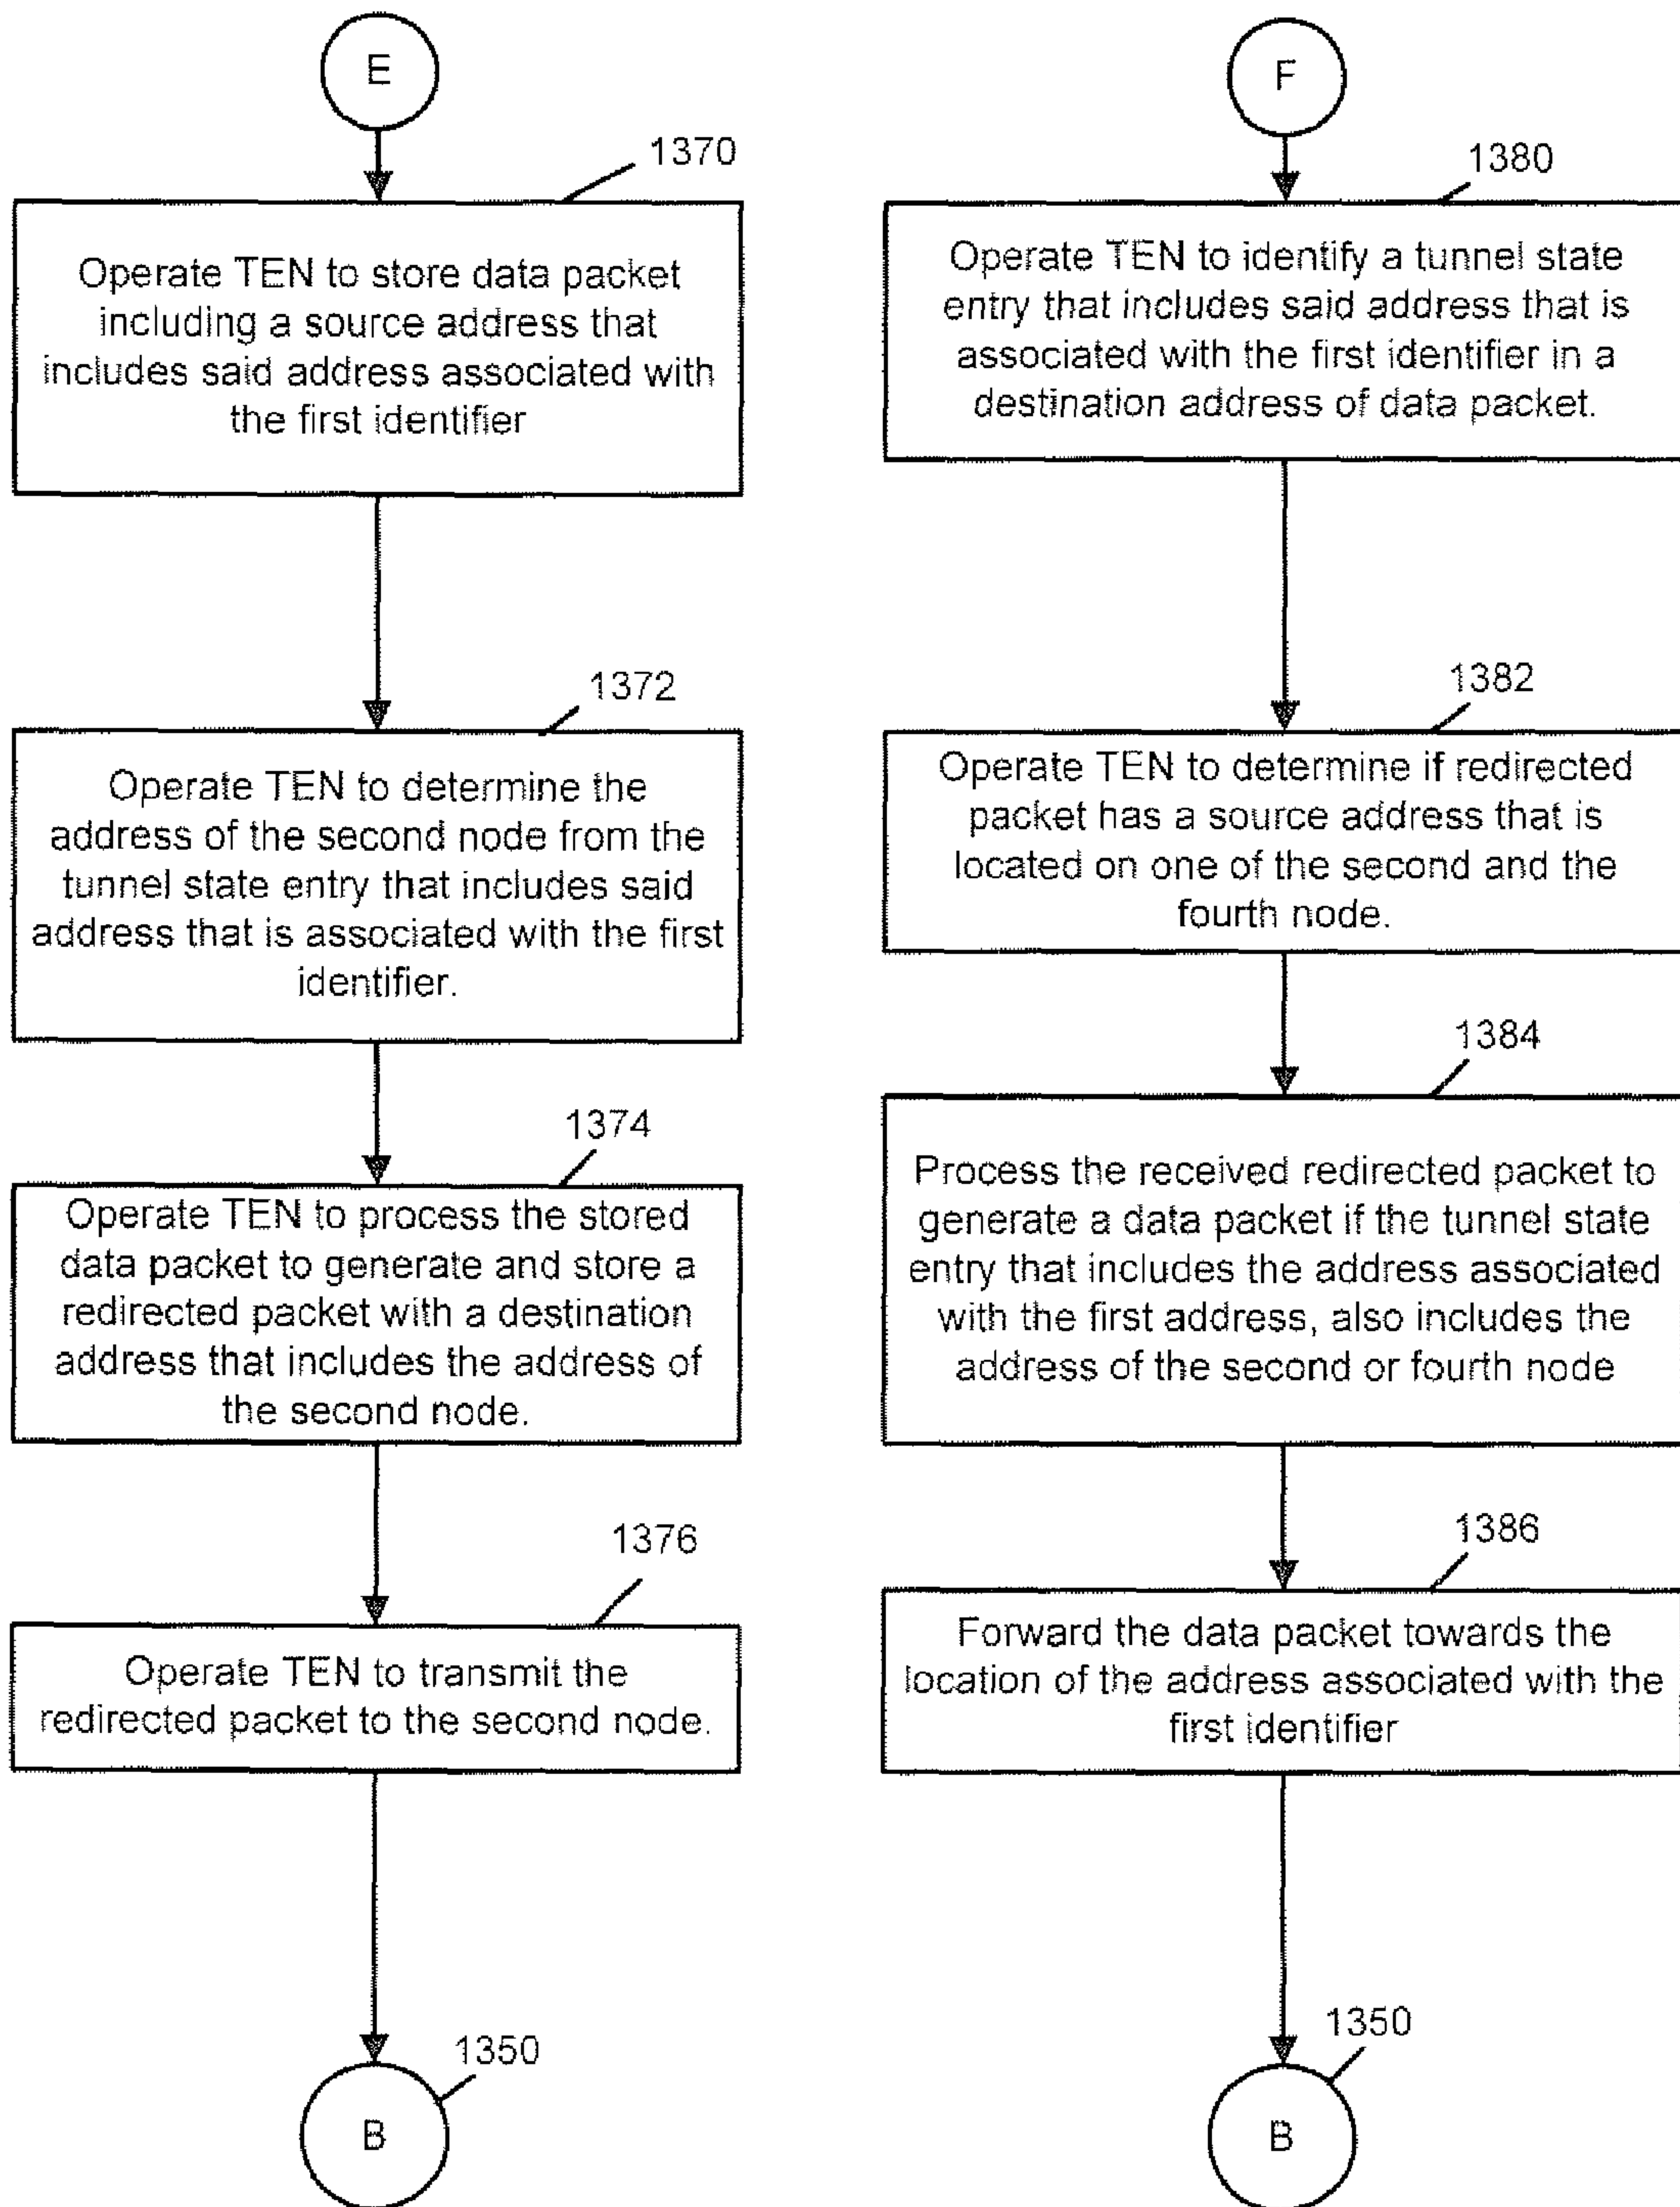 E
1370
Operate TEN to store data packet
including a source address that
includes said address associated with
the first identifier
1372
Operate TEN to determine the
address of the second node from the
tunnel state entry that includes said
address that is associated with the first
identifier.
1374
Operate TEN to process the stored
data packet to generate and store a
redirected packet with a destination
address that includes the address of
the second node.
1376
Operate TEN to transmit the
redirected packet to the second node.
1350
B
F
1380
Operate TEN to identify a tunnel state
entry that includes said address that is
associated with the first identifier in a
destination address of data packet.
1382
Operate TEN to determine if redirected
packet has a source address that is
located on one of the second and the
fourth node.
1384
Process the received redirected packet to
generate a data packet if the tunnel state
entry that includes the address associated
with the first address, also includes the
address of the second or fourth node
1386
Forward the data packet towards the
location of the address associated with the
first identifier
1350
B